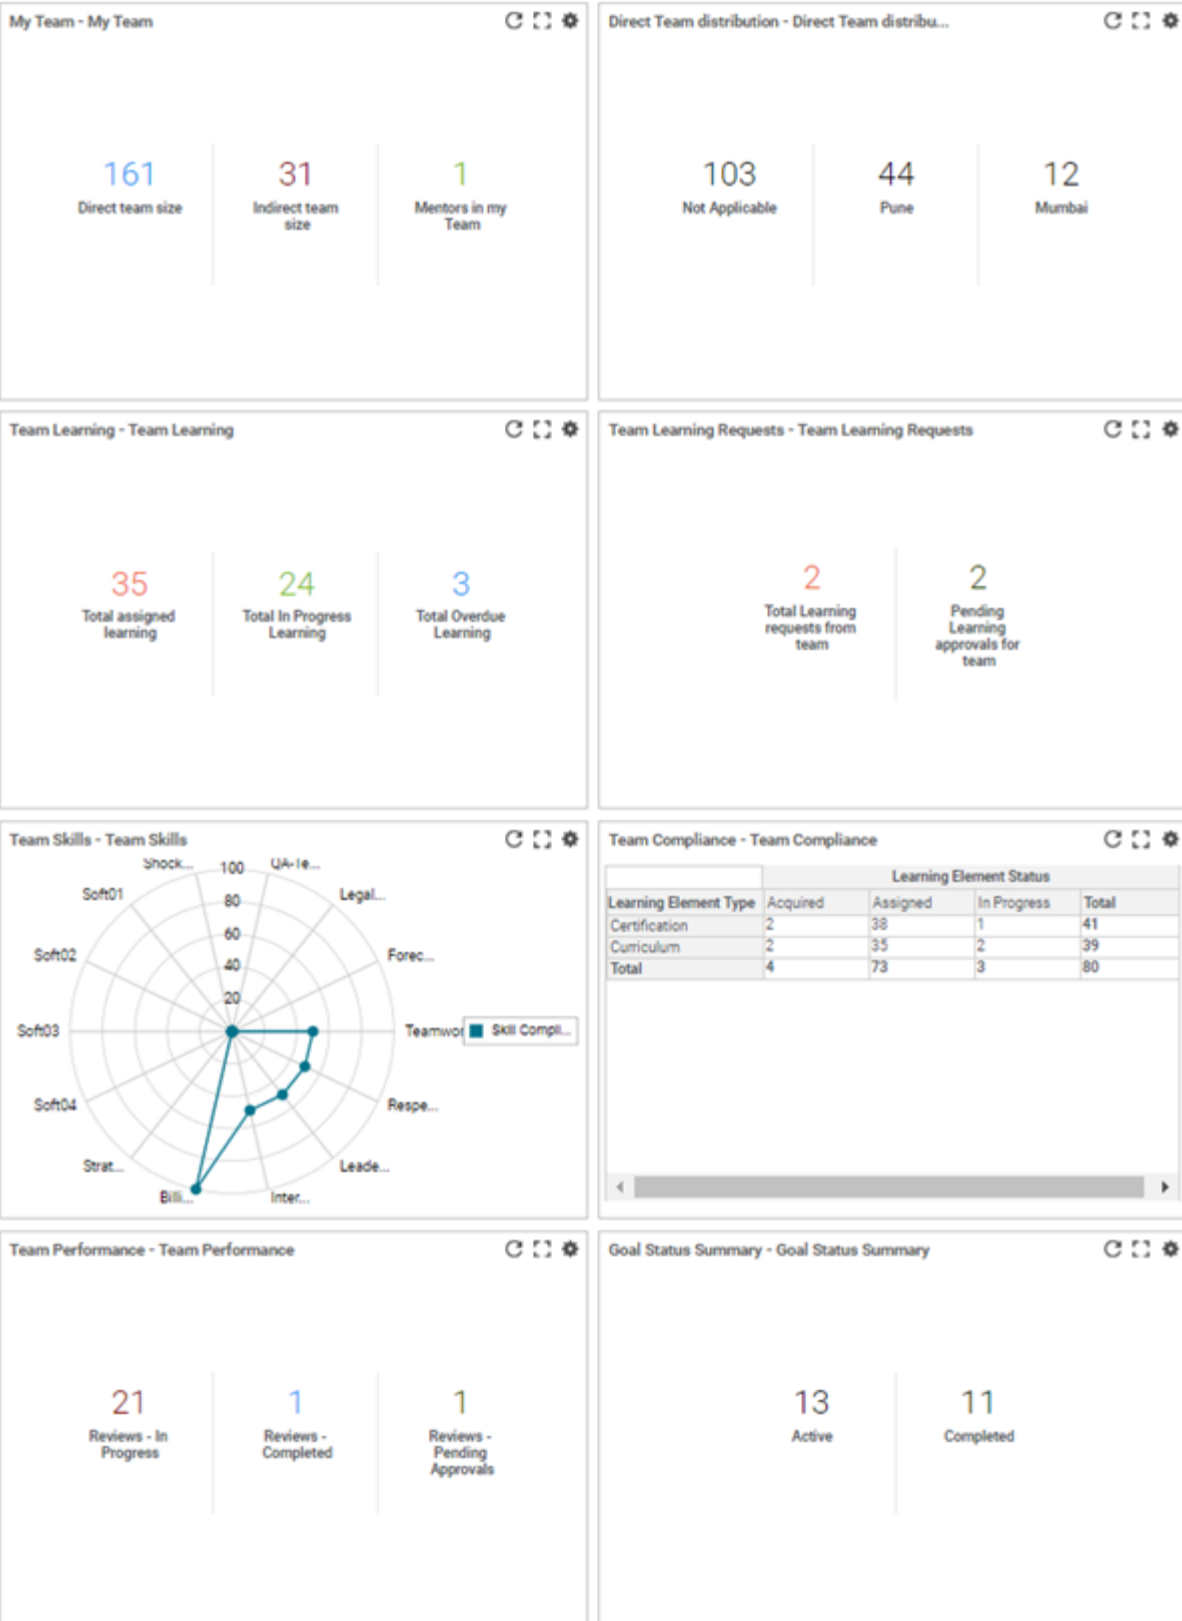 My Team - My Team
161
Direct team size
31
Indirect team
size
1
Mentors in my
Team
Direct Team distribution - Direct Team distribu...
103
Not Applicable
44
Pune
12
Mumbai
Team Learning - Team Learning
35
Total assigned
learning
24
Total In Progress
Learning
3
Total Overdue
Learning
Team Learning Requests - Team Learning Requests
2
Total Learning
requests from
team
2
Pending
Learning
approvals for
team
Team Skills - Team Skills
100
80
60
40
20
Shock...
QA-Te...
Soft01
Legal...
Soft02
Forec...
Soft03
Teamwor
Skill Compli...
Soft04
Respe...
Strat...
Leade...
Billi...
Inter...
Team Compliance - Team Compliance
Learning Element Status
Learning Element Type Acquired Assigned In Progress Total
Certification 2 38 1 41
Curriculum 2 35 2 39
Total 4 73 3 80
Team Performance - Team Performance
21
Reviews - In
Progress
1
Reviews -
Completed
1
Reviews -
Pending
Approvals
Goal Status Summary - Goal Status Summary
13
Active
11
Completed